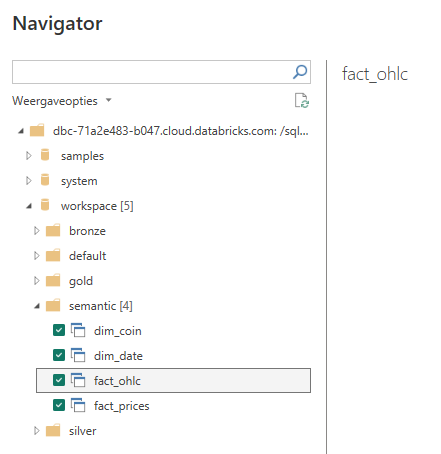 Navigator
fact_ohlc
Weergaveopties
dbc-71a2e483-b047.cloud.databricks.com: /sql...
samples
system
workspace [5]
bronze
default
gold
semantic [4]
dim_coin
dim_date
fact_ohlc
fact_prices
silver